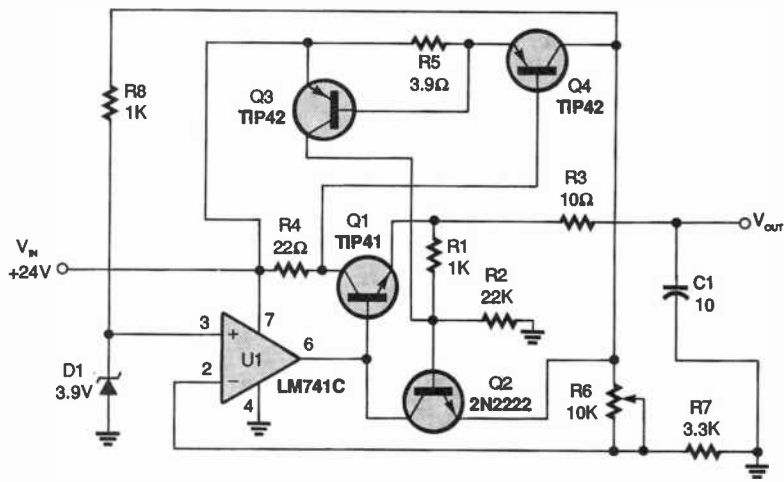 R8
1K
Q3
TIP42
R5
3.9Ω
Q4
TIP42
V_IN
+24V
R4
22Ω
Q1
TIP41
R1
1K
R2
22K
R3
10Ω
V_OUT
C1
10
3
+
2
−
U1
7
6
4
LM741C
D1
3.9V
Q2
2N2222
R6
10K
R7
3.3K